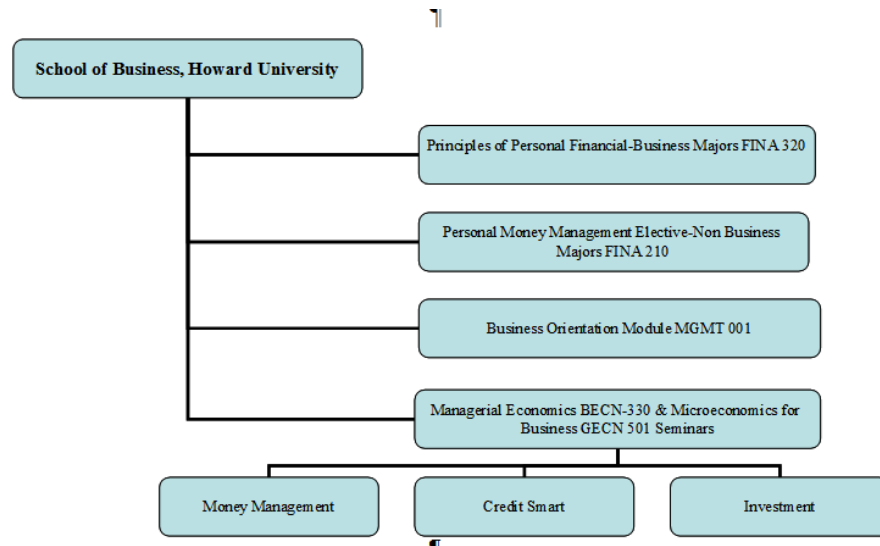 ¶
School of Business, Howard University
Principles of Personal Financial-Business Majors FINA 320
Personal Money Management Elective-Non Business
Majors FINA 210
Business Orientation Module MGMT 001
Managerial Economics BECN-330 & Microeconomics for
Business GECN 501 Seminars
Money Management
Credit Smart
Investment
¶